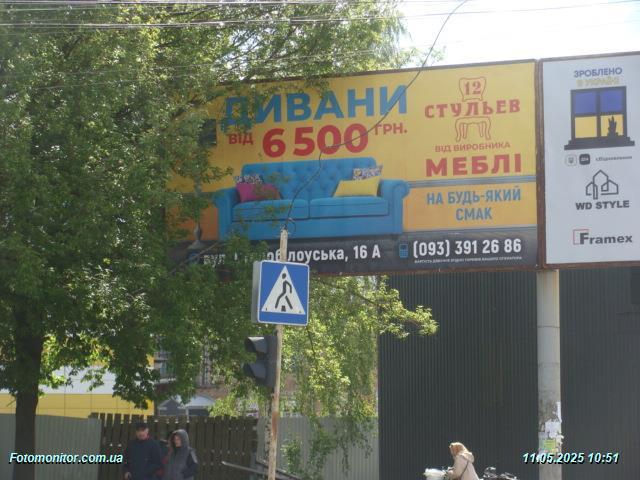 ДИВАНИ
ВІД 6 500 ГРН.
12
СТУЛЬЕВ
ВІД ВИРОБНИКА
МЕБЛІ
НА БУДЬ-ЯКИЙ
СМАК
16 А
(093) 391 26 86
ЗРОБЛЕНО
В УКРАЇНІ
WD STYLE
Framex
Fotomonitor.com.ua
11.05.2025 10:51